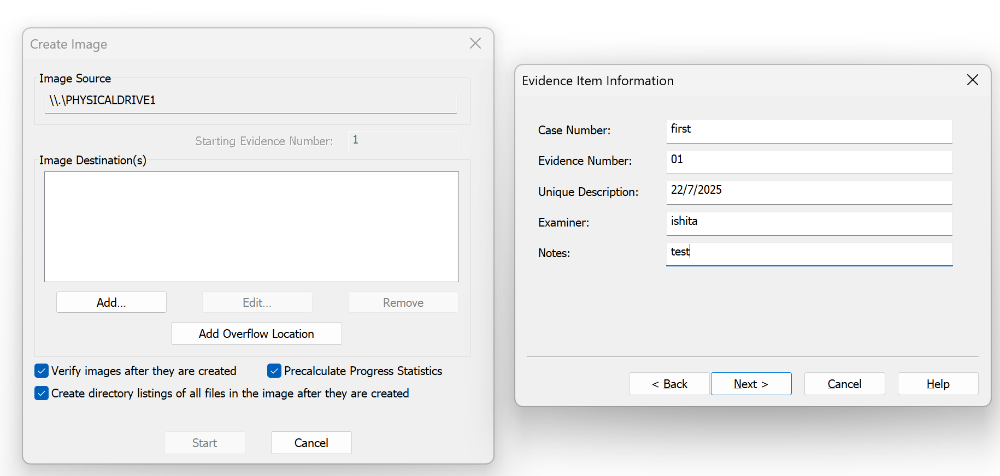 Create Image
Image Source
\\.\PHYSICALDRIVE1
Starting Evidence Number: 1
Image Destination(s)
Add...
Edit...
Remove
Add Overflow Location
Verify images after they are created
Precalculate Progress Statistics
Create directory listings of all files in the image after they are created
Start
Cancel
Evidence Item Information
Case Number: first
Evidence Number: 01
Unique Description: 22/7/2025
Examiner: ishita
Notes: test
< Back
Next >
Cancel
Help